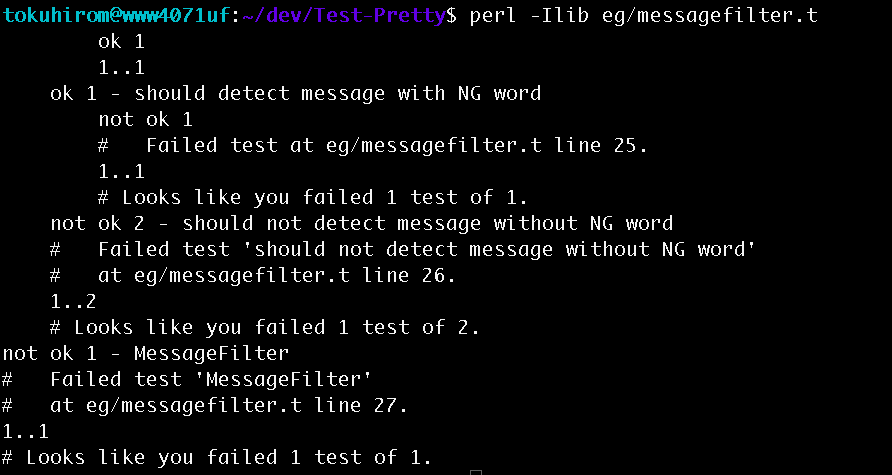 tokuhirom@www4071uf:~/dev/Test-Pretty$ perl -Ilib eg/messagefilter.t
        ok 1
        1..1
    ok 1 - should detect message with NG word
        not ok 1
        #   Failed test at eg/messagefilter.t line 25.
        1..1
        # Looks like you failed 1 test of 1.
    not ok 2 - should not detect message without NG word
    #   Failed test 'should not detect message without NG word'
    #   at eg/messagefilter.t line 26.
    1..2
    # Looks like you failed 1 test of 2.
not ok 1 - MessageFilter
#   Failed test 'MessageFilter'
#   at eg/messagefilter.t line 27.
1..1
# Looks like you failed 1 test of 1.